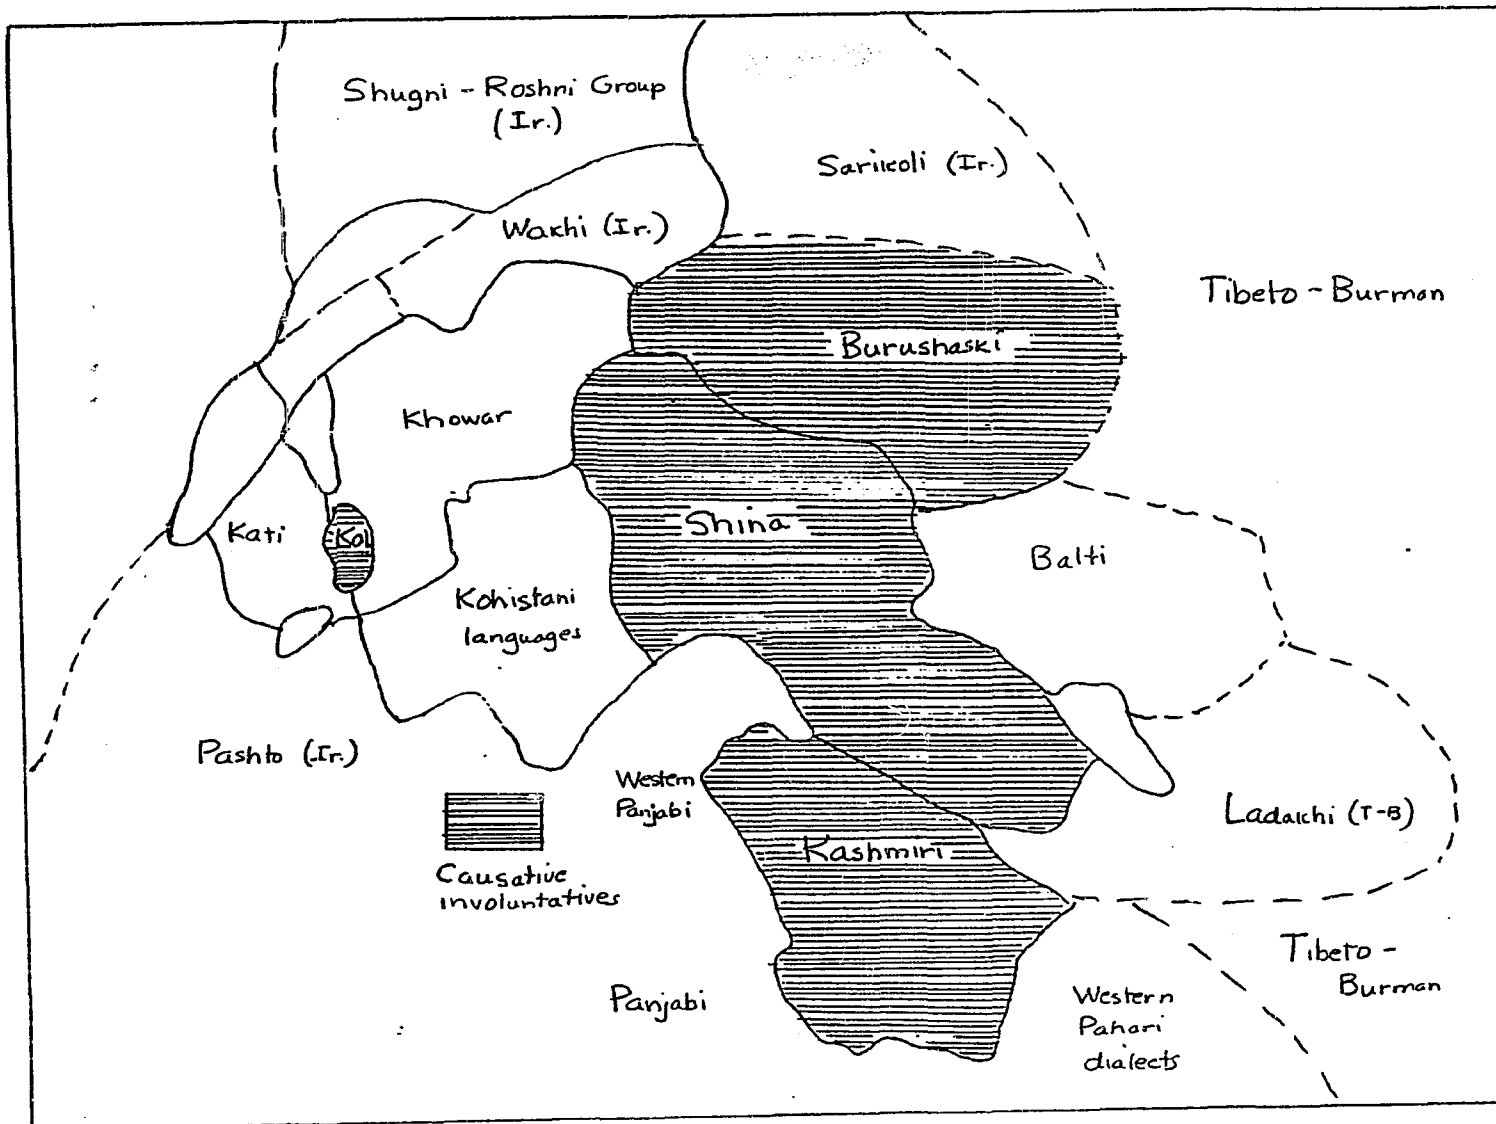 Shugni - Roshni Group
(Ir.)
Sarikoli (Ir.)
Wakhi (Ir.)
Tibeto - Burman
Burushaski
Khowar
Shina
Kati
Kal
Balti
Kohistani
languages
Pashto (Ir.)
Western
Panjabi
Ladakhi (T-B)
Kashmiri
Causative
involuntatives
Tibeto -
Burman
Panjabi
Western
Pahari
dialects